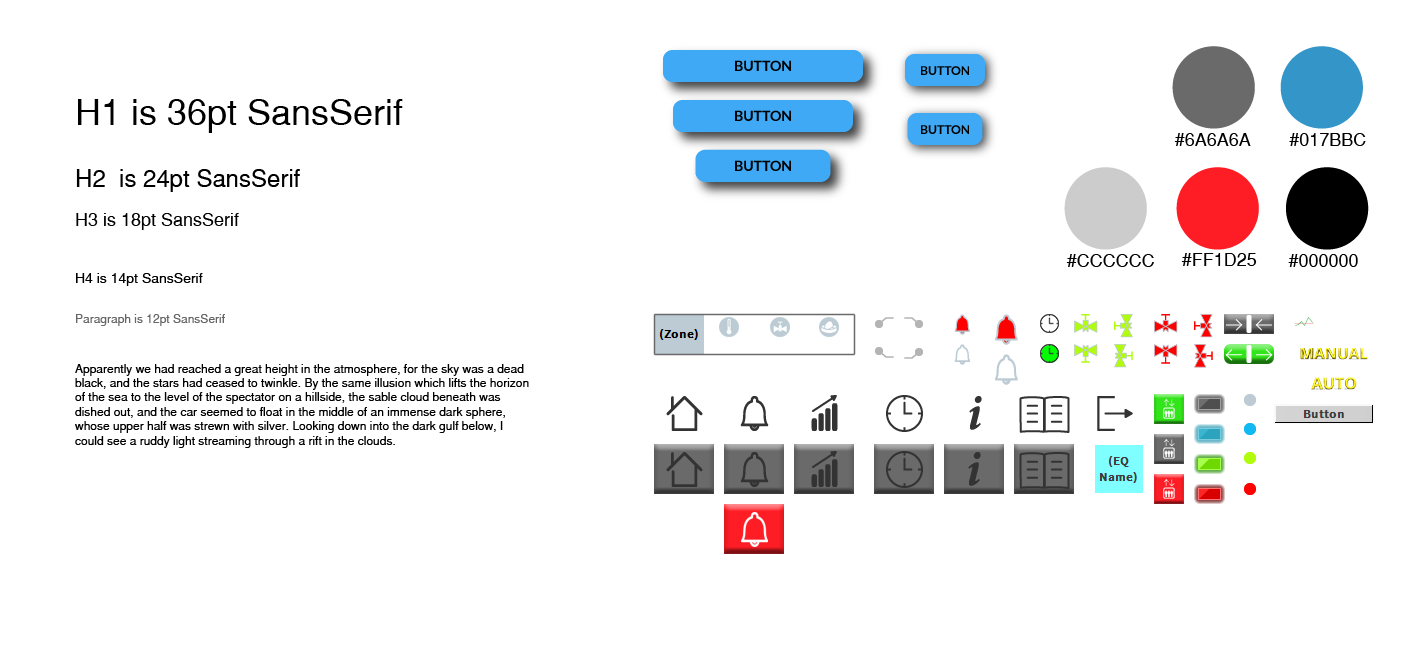 H1 is 36pt SansSerif
H2  is 24pt SansSerif
H3 is 18pt SansSerif
H4 is 14pt SansSerif
Paragraph is 12pt SansSerif
Apparently we had reached a great height in the atmosphere, for the sky was a dead
black, and the stars had ceased to twinkle. By the same illusion which lifts the horizon
of the sea to the level of the spectator on a hillside, the sable cloud beneath was
dished out, and the car seemed to float in the middle of an immense dark sphere,
whose upper half was strewn with silver. Looking down into the dark gulf below, I
could see a ruddy light streaming through a rift in the clouds.
BUTTON
BUTTON
BUTTON
BUTTON
BUTTON
#6A6A6A
#017BBC
#CCCCCC
#FF1D25
#000000
(Zone)
MANUAL
AUTO
Button
i
i
(EQ
Name)